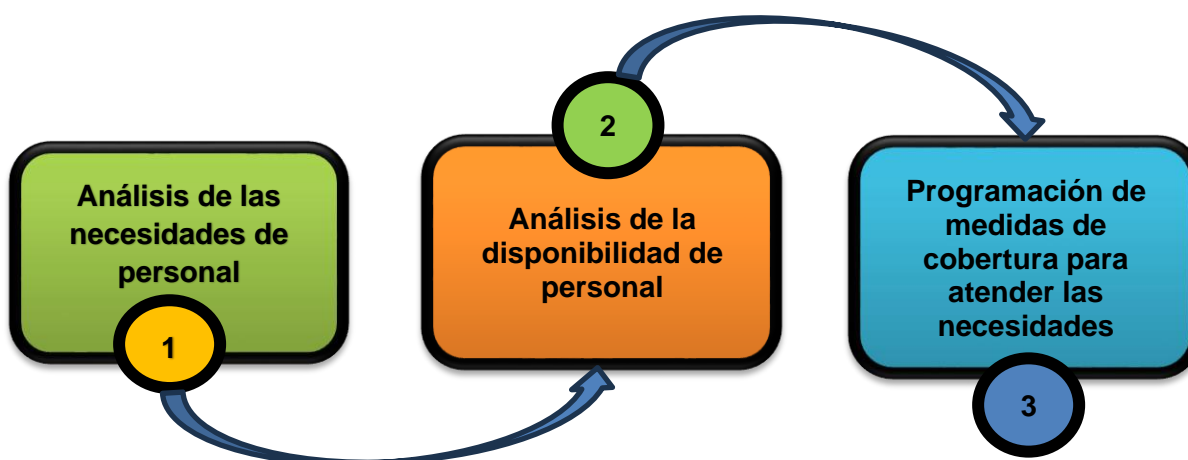 Análisis de las
necesidades de
personal
1
2
Análisis de la
disponibilidad de
personal
Programación de
medidas de
cobertura para
atender las
necesidades
3